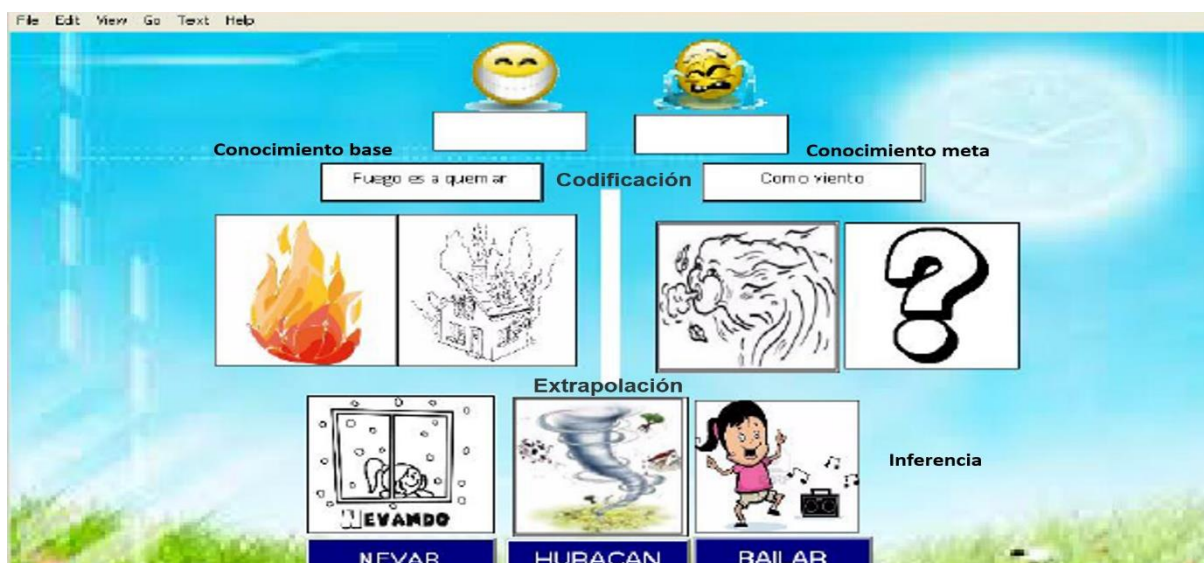 File Edit View Go Text Help
Conocimiento base
Conocimiento meta
Fuego es a quemar
Codificación
Como viento
Extrapolación
NEVANDO
Inferencia
NEVAR
HURACAN
BAILAR